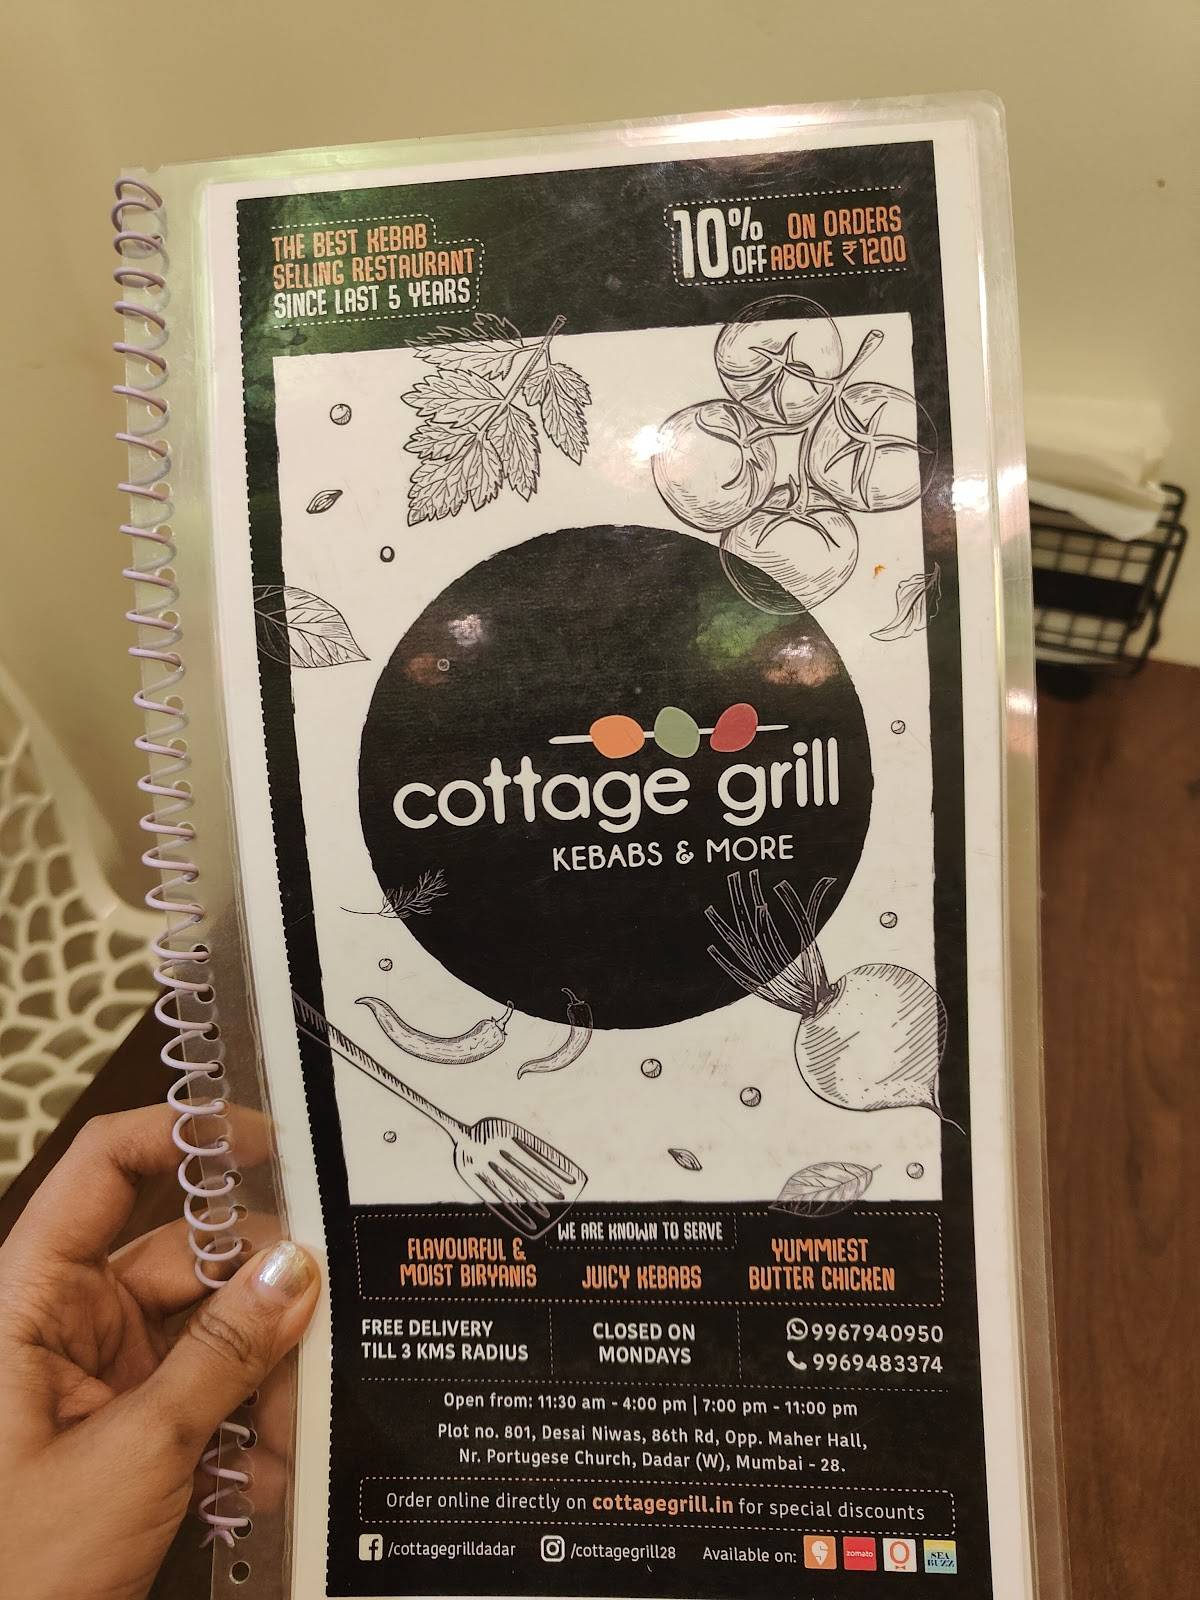 THE BEST KEBAB
SELLING RESTAURANT
SINCE LAST 5 YEARS
10% OFF ON ORDERS
ABOVE ₹1200
cottage grill
KEBABS & MORE
WE ARE KNOWN TO SERVE
FLAVOURFUL &
MOIST BIRYANIS
JUICY KEBABS
YUMMIEST
BUTTER CHICKEN
FREE DELIVERY
TILL 3 KMS RADIUS
CLOSED ON
MONDAYS
9967940950
9969483374
Open from: 11:30 am - 4:00 pm | 7:00 pm - 11:00 pm
Plot no. 801, Desai Niwas, 86th Rd, Opp. Maher Hall,
Nr. Portugese Church, Dadar (W), Mumbai - 28.
Order online directly on cottagegrill.in for special discounts
/cottagegrilldadar /cottagegrill28 Available on: zomato SEA BUZZ